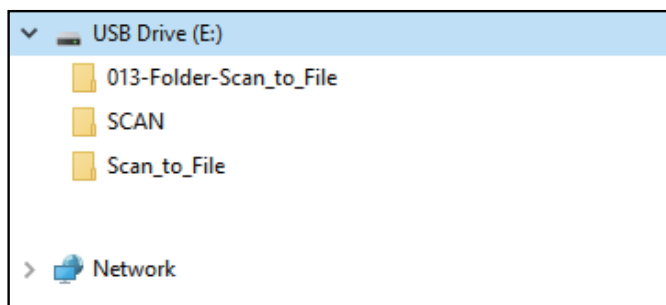 USB Drive (E:)
013-Folder-Scan_to_File
SCAN
Scan_to_File
Network